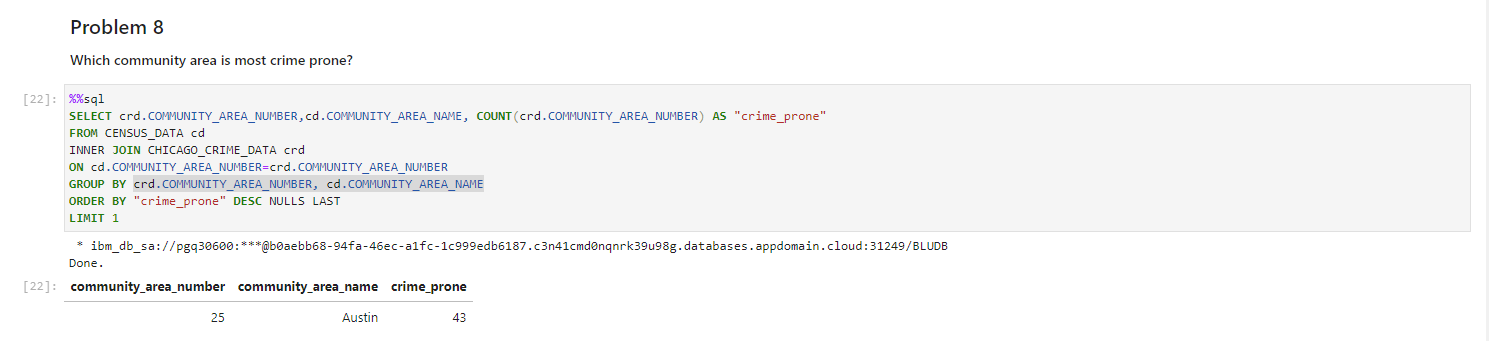 Problem 8
Which community area is most crime prone?
[22]: %%sql
SELECT crd.COMMUNITY_AREA_NUMBER,cd.COMMUNITY_AREA_NAME, COUNT(crd.COMMUNITY_AREA_NUMBER) AS "crime_prone"
FROM CENSUS_DATA cd
INNER JOIN CHICAGO_CRIME_DATA crd
ON cd.COMMUNITY_AREA_NUMBER=crd.COMMUNITY_AREA_NUMBER
GROUP BY crd.COMMUNITY_AREA_NUMBER, cd.COMMUNITY_AREA_NAME
ORDER BY "crime_prone" DESC NULLS LAST
LIMIT 1
* ibm_db_sa://pgq30600:***@b0aebb68-94fa-46ec-a1fc-1c999edb6187.c3n41cmd0nqnrk39u98g.databases.appdomain.cloud:31249/BLUDB
Done.
[22]: community_area_number community_area_name crime_prone
25 Austin 43